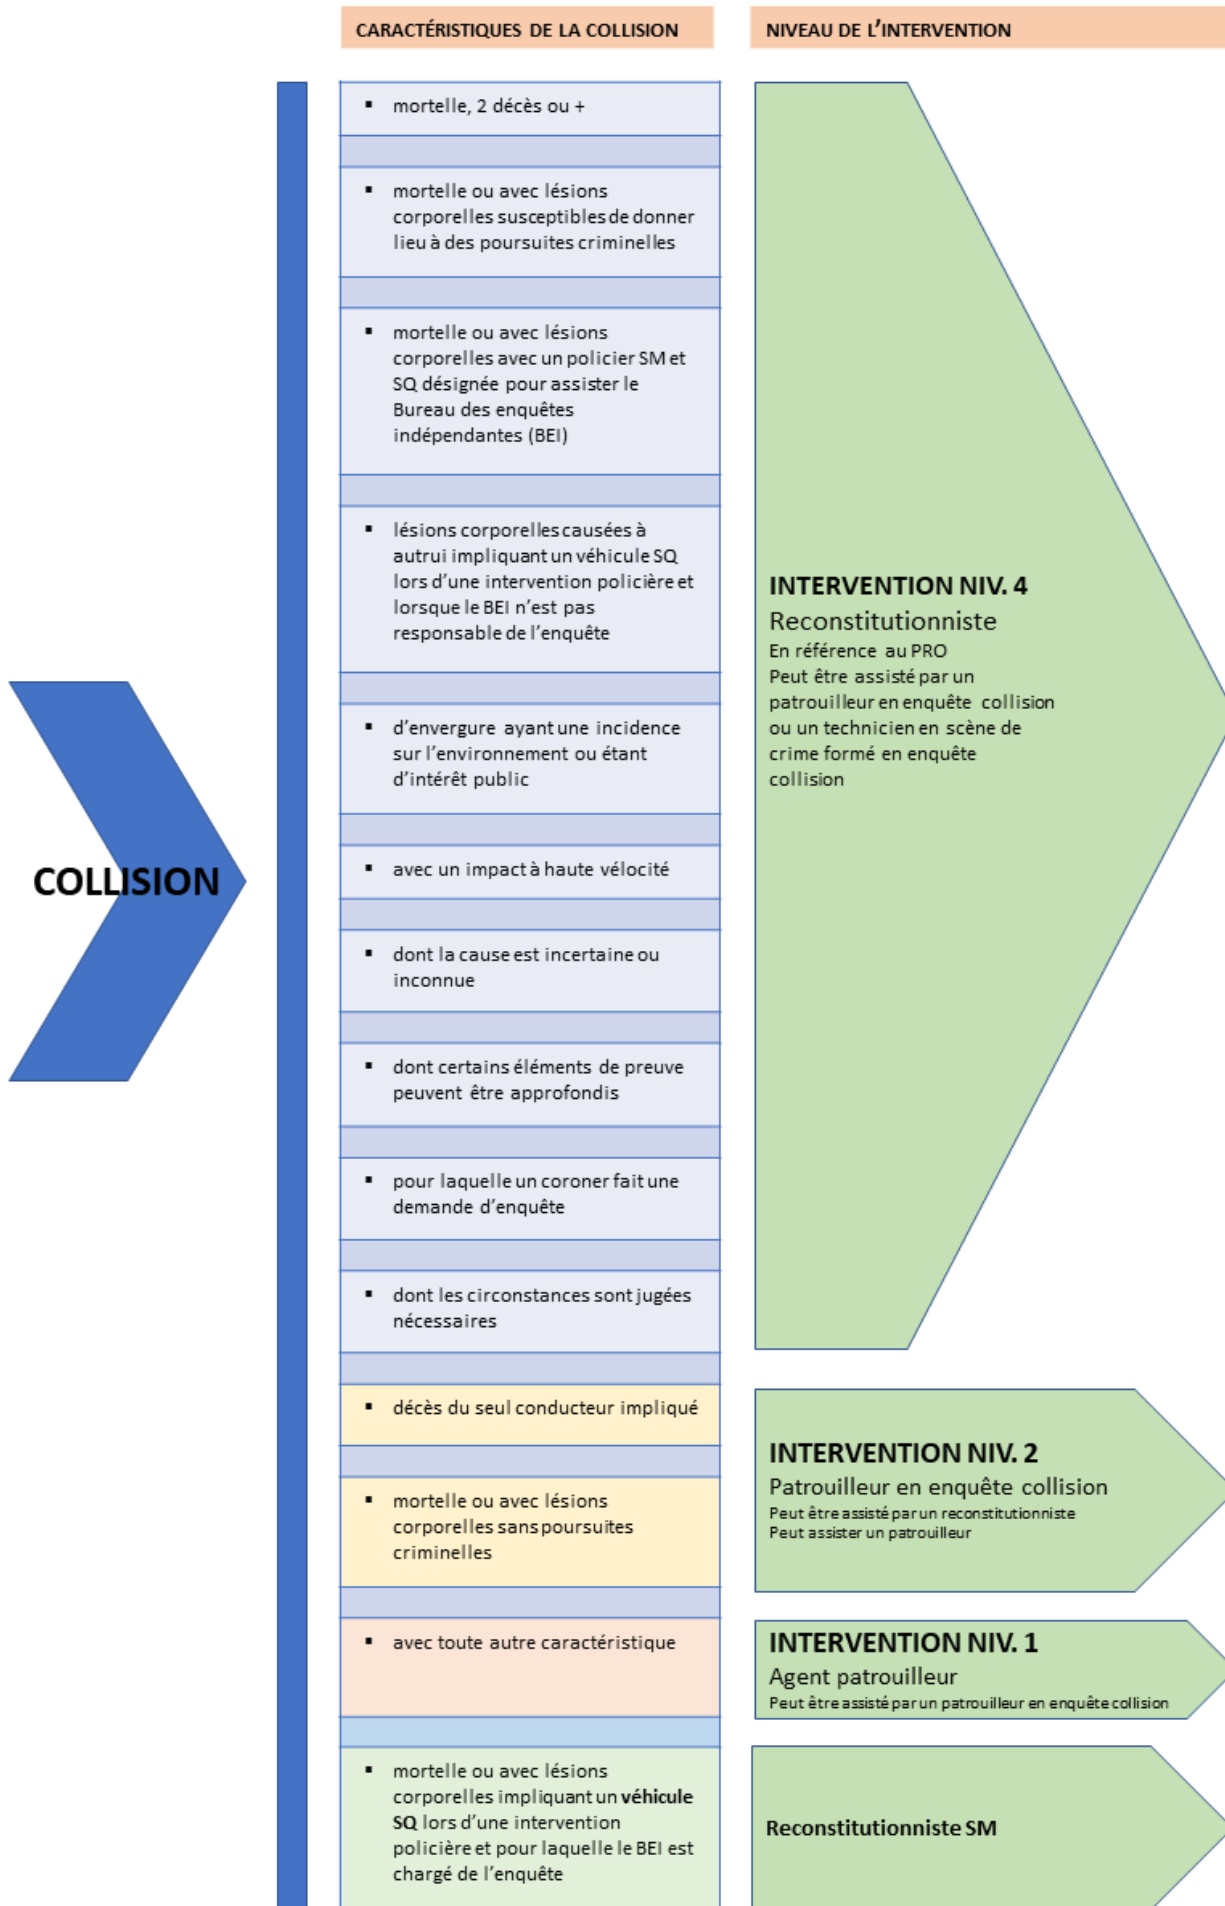 CARACTÉRISTIQUES DE LA COLLISION
NIVEAU DE L'INTERVENTION
COLLISION
▪ mortelle, 2 décès ou +
▪ mortelle ou avec lésions
corporelles susceptibles de donner
lieu à des poursuites criminelles
▪ mortelle ou avec lésions
corporelles avec un policier SM et
SQ désignée pour assister le
Bureau des enquêtes
indépendantes (BEI)
▪ lésions corporelles causées à
autrui impliquant un véhicule SQ
lors d'une intervention policière et
lorsque le BEI n'est pas
responsable de l'enquête
▪ d'envergure ayant une incidence
sur l'environnement ou étant
d'intérêt public
▪ avec un impact à haute vélocité
▪ dont la cause est incertaine ou
inconnue
▪ dont certains éléments de preuve
peuvent être approfondis
▪ pour laquelle un coroner fait une
demande d'enquête
▪ dont les circonstances sont jugées
nécessaires
INTERVENTION NIV. 4
Reconstitutionniste
En référence au PRO
Peut être assisté par un
patrouilleur en enquête collision
ou un technicien en scène de
crime formé en enquête
collision
▪ décès du seul conducteur impliqué
▪ mortelle ou avec lésions
corporelles sans poursuites
criminelles
INTERVENTION NIV. 2
Patrouilleur en enquête collision
Peut être assisté par un reconstitutionniste
Peut assister un patrouilleur
▪ avec toute autre caractéristique
INTERVENTION NIV. 1
Agent patrouilleur
Peut être assisté par un patrouilleur en enquête collision
▪ mortelle ou avec lésions
corporelles impliquant un véhicule
SQ lors d'une intervention
policière et pour laquelle le BEI est
chargé de l'enquête
Reconstitutionniste SM